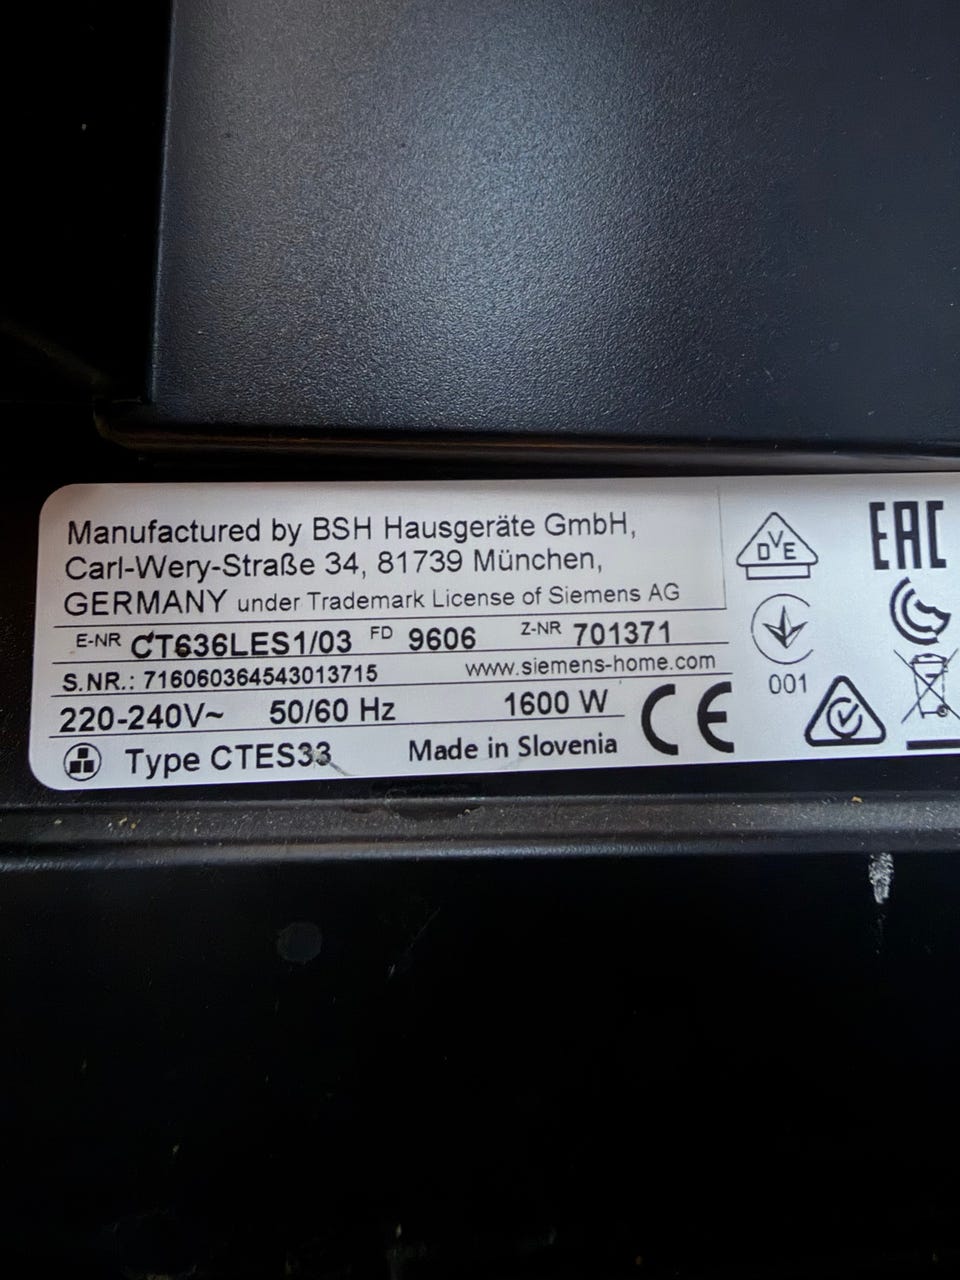 Manufactured by BSH Hausgeräte GmbH,
Carl-Wery-Straße 34, 81739 München,
GERMANY under Trademark License of Siemens AG
E-NR CT636LES1/03 FD 9606 Z-NR 701371
S.NR.: 716060364543013715 www.siemens-home.com
220-240V~ 50/60 Hz 1600 W
Type CTES33 Made in Slovenia
CE
DVE
001
EAC